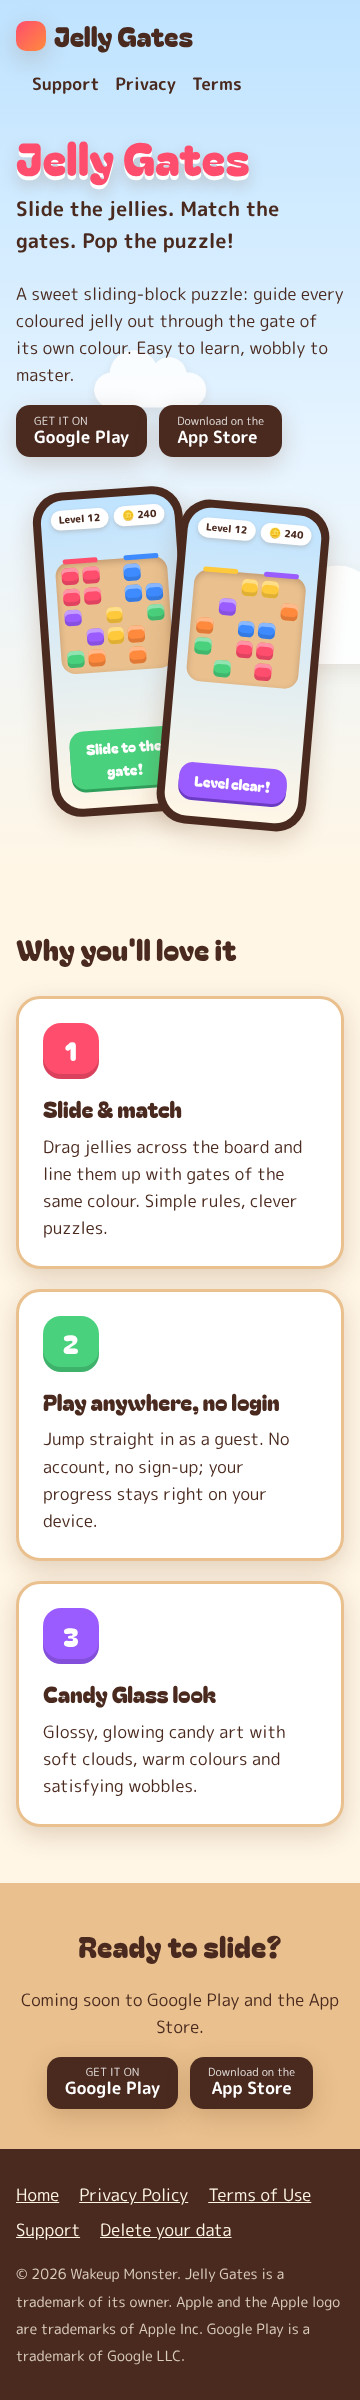 Jelly Gates
Support Privacy Terms
Jelly Gates
Slide the jellies. Match the
gates. Pop the puzzle!
A sweet sliding-block puzzle: guide every
coloured jelly out through the gate of
its own colour. Easy to learn, wobbly to
master.
GET IT ON
Google Play
Download on the
App Store
Level 12
240
Slide to the
gate!
Level 12
240
Level clear!
Why you'll love it
1
Slide & match
Drag jellies across the board and
line them up with gates of the
same colour. Simple rules, clever
puzzles.
2
Play anywhere, no login
Jump straight in as a guest. No
account, no sign-up; your
progress stays right on your
device.
3
Candy Glass look
Glossy, glowing candy art with
soft clouds, warm colours and
satisfying wobbles.
Ready to slide?
Coming soon to Google Play and the App
Store.
GET IT ON
Google Play
Download on the
App Store
Home Privacy Policy Terms of Use
Support Delete your data
© 2026 Wakeup Monster. Jelly Gates is a
trademark of its owner. Apple and the Apple logo
are trademarks of Apple Inc. Google Play is a
trademark of Google LLC.